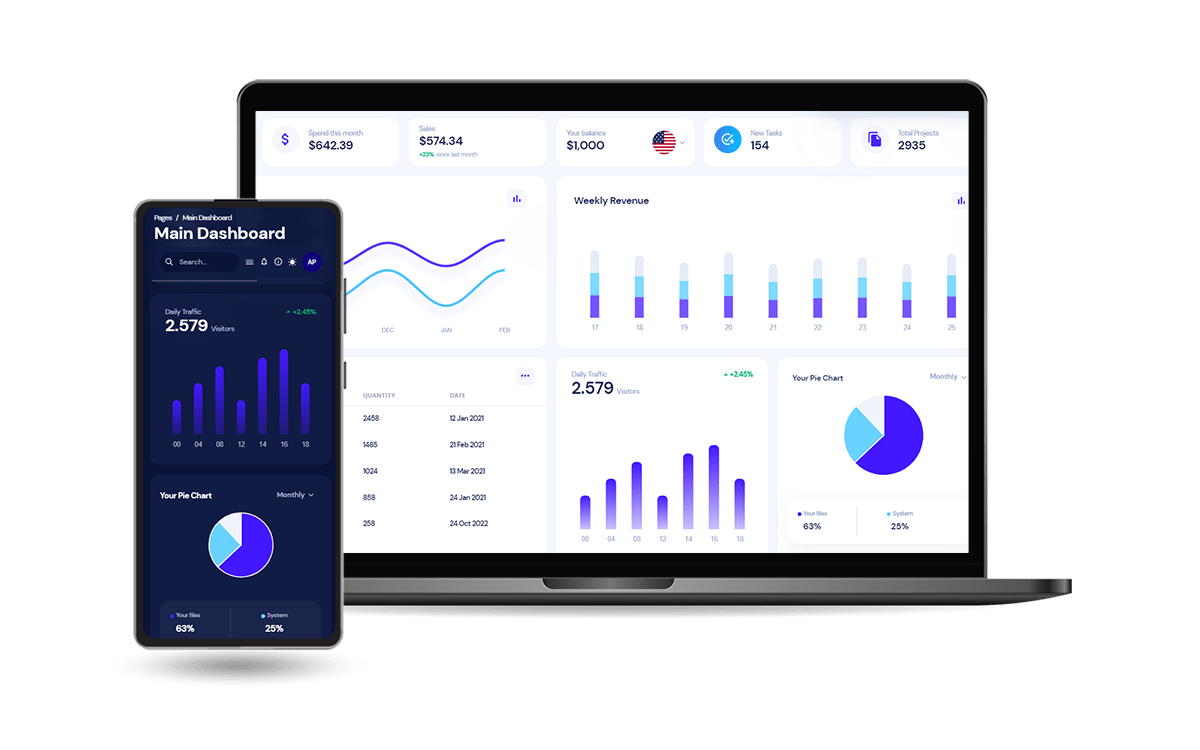 Spend this month
$642.39
Sales
$574.34
+23% since last month
Your balance
$1,000
New Tasks
154
Total Projects
2935
DEC JAN FEB
Weekly Revenue
17 18 19 20 21 22 23 24 25
QUANTITY DATE
2458 12 Jan 2021
1485 21 Feb 2021
1024 13 Mar 2021
858 24 Jan 2021
258 24 Oct 2022
Daily Traffic
+2.45%
2.579 Visitors
00 04 08 12 14 16 18
Your Pie Chart Monthly
Your files System
63% 25%
Pages / Main Dashboard
Main Dashboard
Search...
AP
Daily Traffic
+2.45%
2.579 Visitors
00 04 08 12 14 16 18
Your Pie Chart Monthly
Your files System
63% 25%